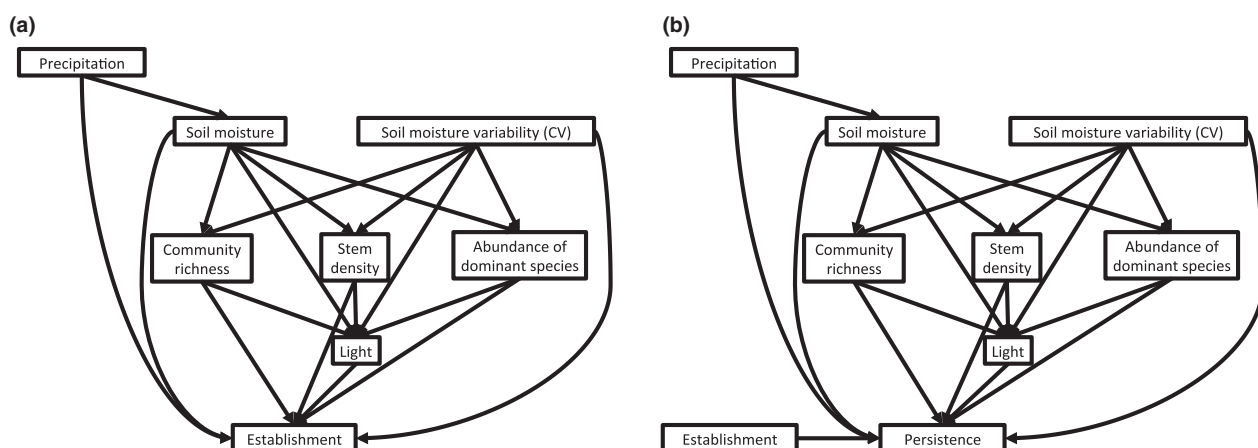 (a)
Precipitation
Soil moisture
Soil moisture variability (CV)
Community
richness
Stem
density
Abundance of
dominant species
Light
Establishment
(b)
Precipitation
Soil moisture
Soil moisture variability (CV)
Community
richness
Stem
density
Abundance of
dominant species
Light
Establishment
Persistence